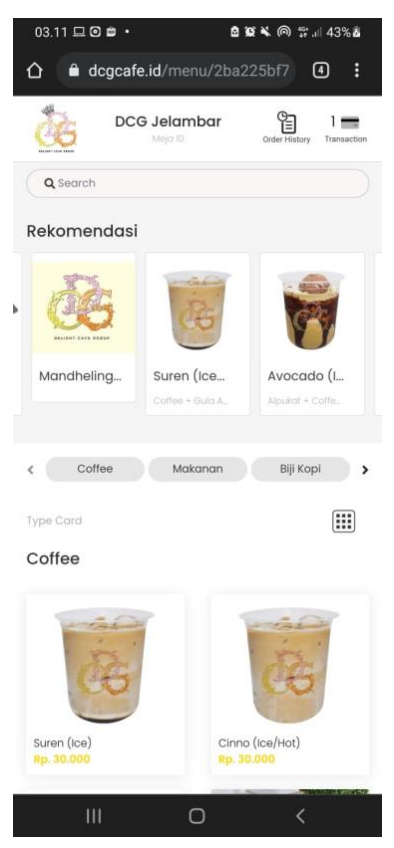 03.11
43%
dcgcafe.id/menu/2ba225bf7
4
DCG Jelambar
Meja 10
Order History
1
Transaction
Search
Rekomendasi
DELIGHT CAFE GROUP
Mandheling...
Suren (Ice...
Coffee + Gula A...
Avocado (I...
Alpukat + Coffe...
Coffee
Makanan
Biji Kopi
Type Card
Coffee
Suren (Ice)
Rp. 30.000
Cinno (Ice/Hot)
Rp. 30.000